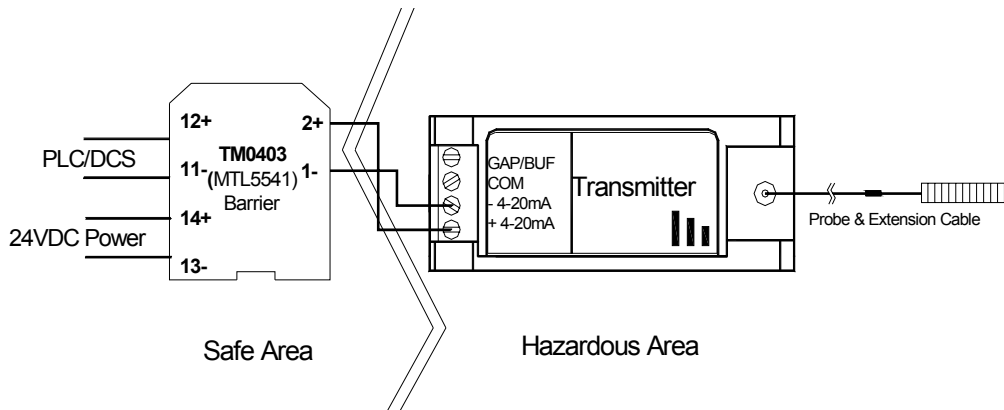 12+
2+
PLC/DCS
TM0403
11-
(MTL5541)
1-
Barrier
14+
24VDC Power
13-
GAP/BUF
COM
- 4-20mA
+ 4-20mA
Transmitter
Probe & Extension Cable
Safe Area
Hazardous Area